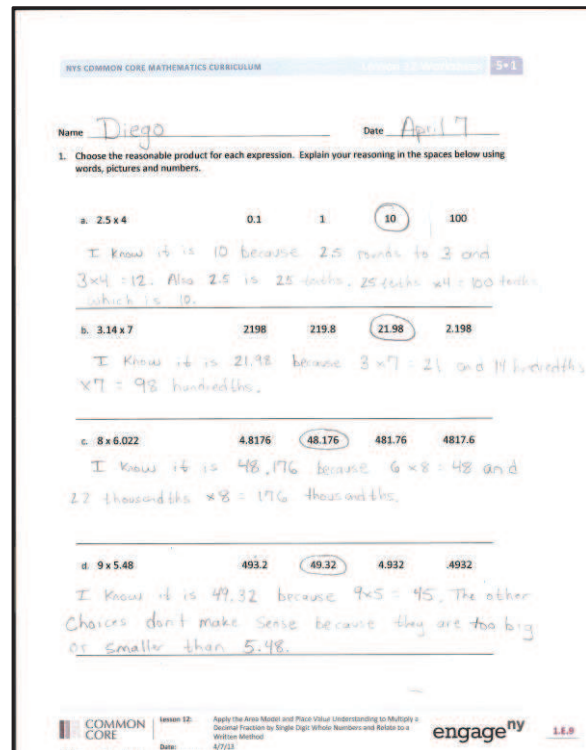 NYS COMMON CORE MATHEMATICS CURRICULUM 5•1
Name Diego Date April 7
1. Choose the reasonable product for each expression. Explain your reasoning in the spaces below using
words, pictures and numbers.
a. 2.5 x 4 0.1 1 10 100
I know it is 10 because 2.5 rounds to 3 and
3x4 = 12. Also 2.5 is 25 tenths. 25 tenths x4 = 100 tenths
which is 10.
b. 3.14 x 7 2198 219.8 21.98 2.198
I know it is 21.98 because 3 x 7 = 21 and 14 hundredths
x7 = 98 hundredths.
c. 8 x 6.022 4.8176 48.176 481.76 4817.6
I know it is 48.176 because 6 x 8 = 48 and
22 thousandths x 8 = 176 thousandths.
d. 9 x 5.48 493.2 49.32 4.932 .4932
I know it is 49.32 because 9x5 = 45. The other
choices don't make sense because they are too big
or smaller than 5.48.
COMMON CORE
Lesson 12: Apply the Area Model and Place Value Understanding to Multiply a
Decimal Fraction by Single Digit Whole Numbers and Relate to a
Written Method
Date: 4/7/13
engageny
1.E.9